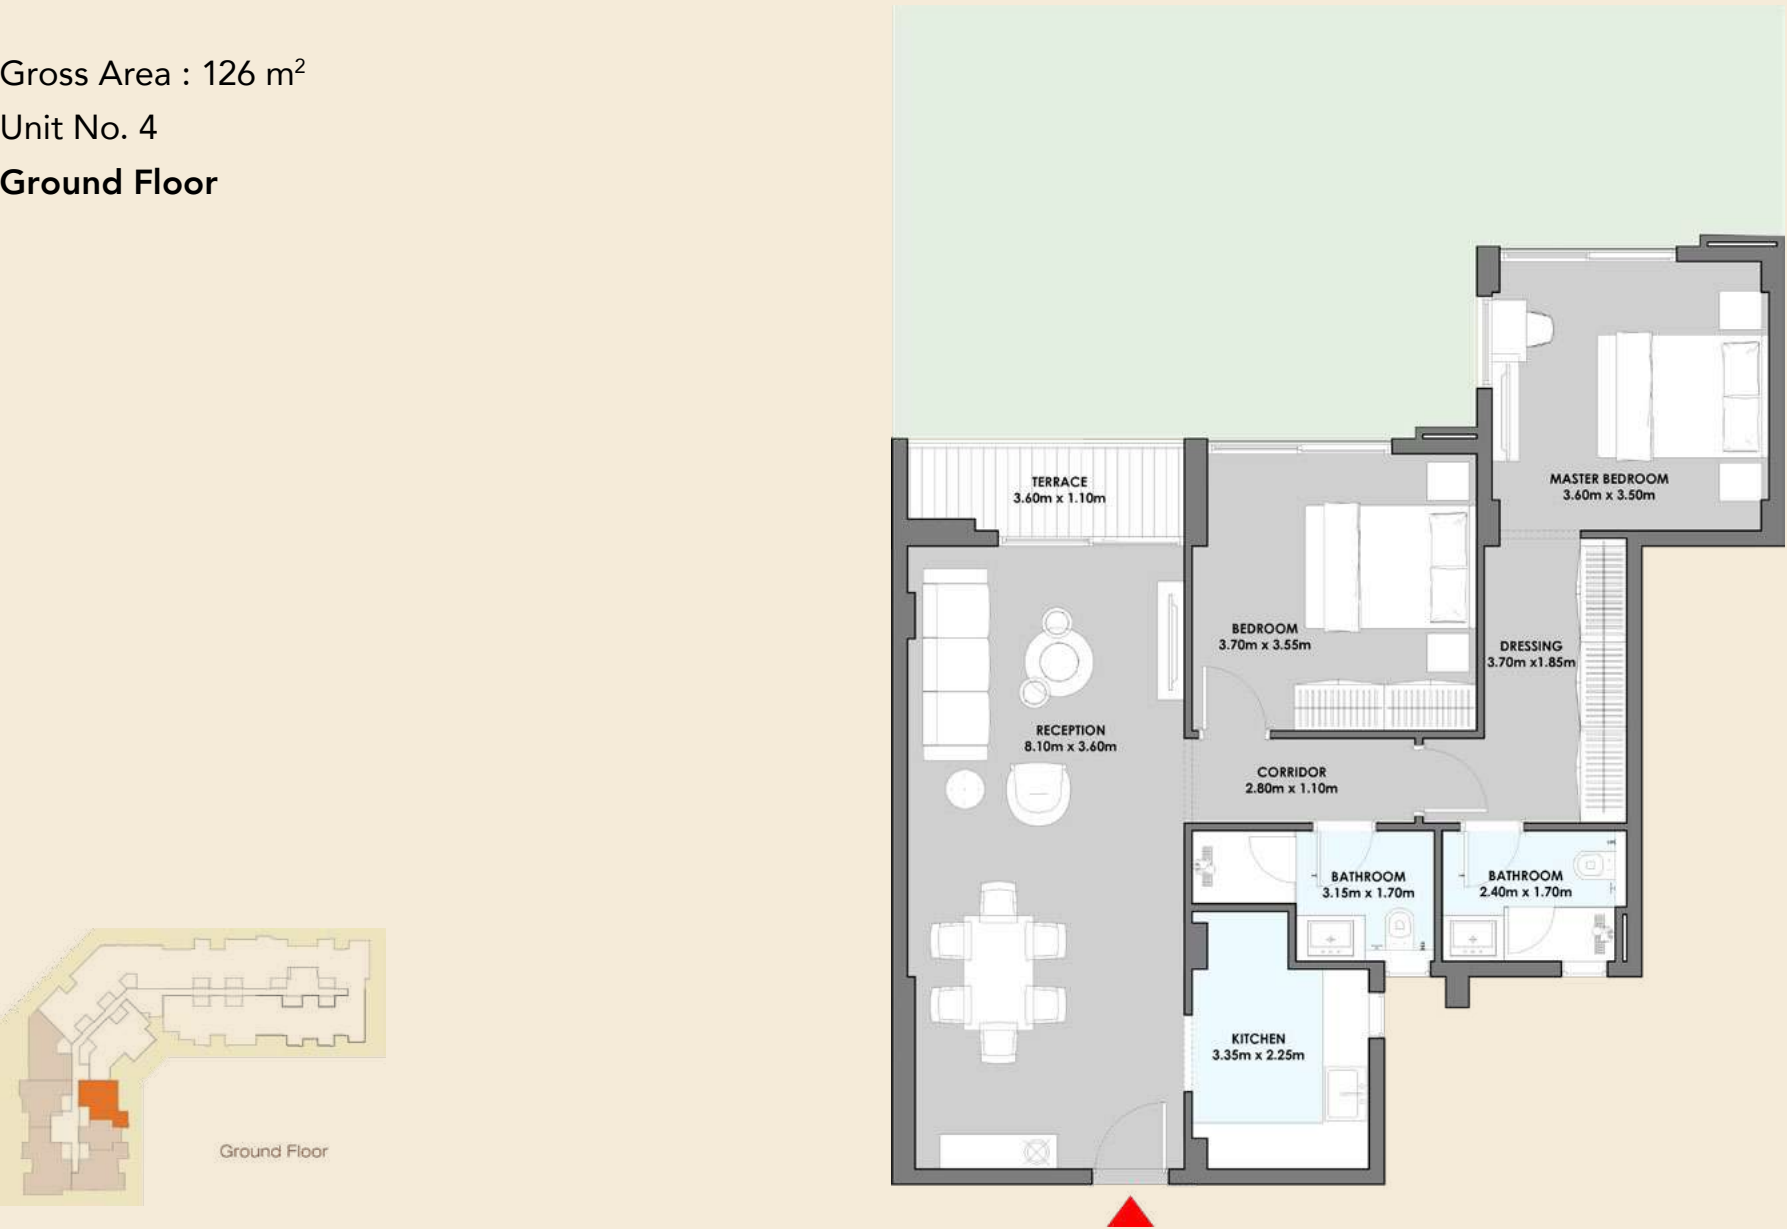 Gross Area : 126 m²
Unit No. 4
Ground Floor
TERRACE
3.60m x 1.10m
MASTER BEDROOM
3.60m x 3.50m
BEDROOM
3.70m x 3.55m
DRESSING
3.70m x1.85m
RECEPTION
8.10m x 3.60m
CORRIDOR
2.80m x 1.10m
BATHROOM
3.15m x 1.70m
BATHROOM
2.40m x 1.70m
KITCHEN
3.35m x 2.25m
Ground Floor